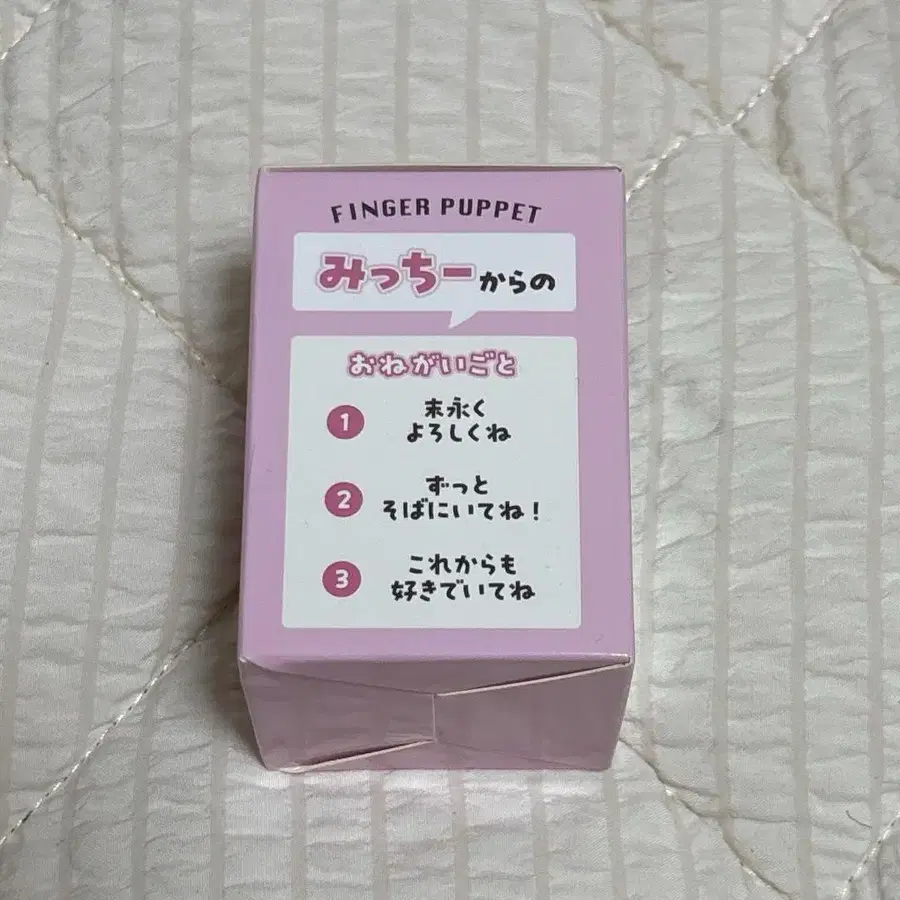 FINGER PUPPET
みっちーからの
おねがいごと
1 末永く
よろしくね
2 ずっと
そばにいてね！
3 これからも
好きでいてね